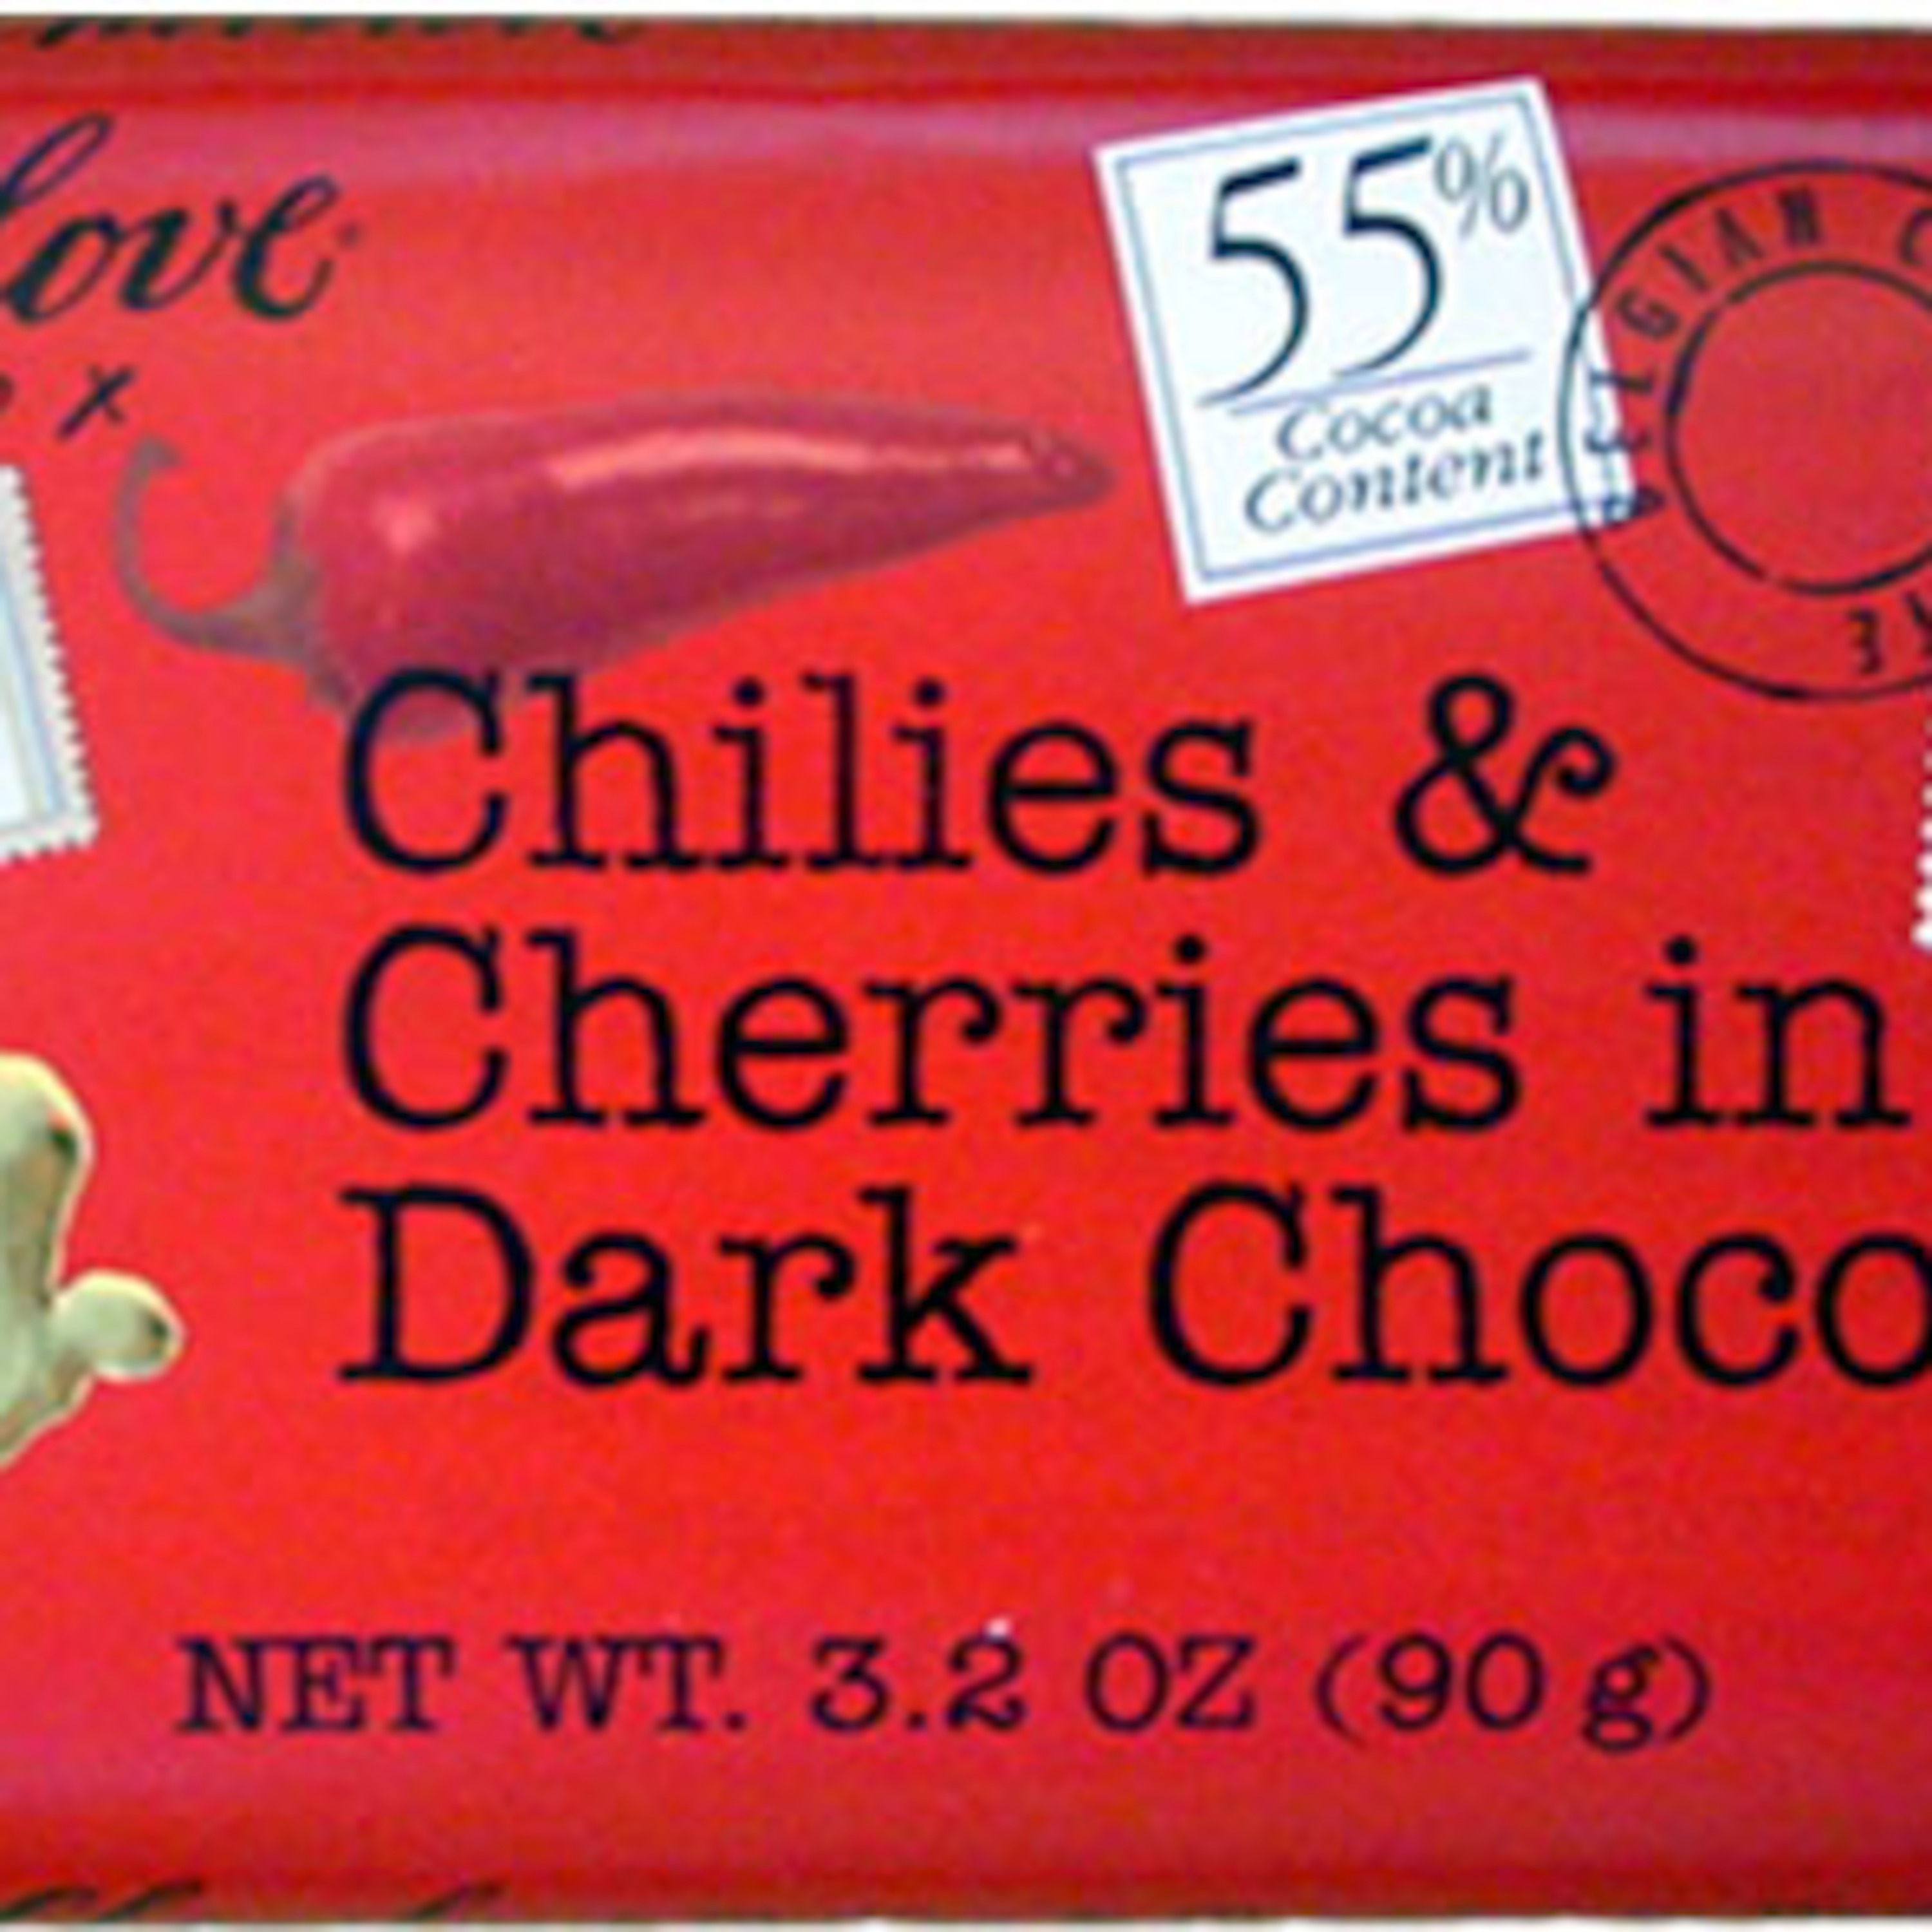 love
55%
Cocoa
Content
Chilies &
Cherries in
Dark Choco
NET WT. 3.2 OZ (90 g)